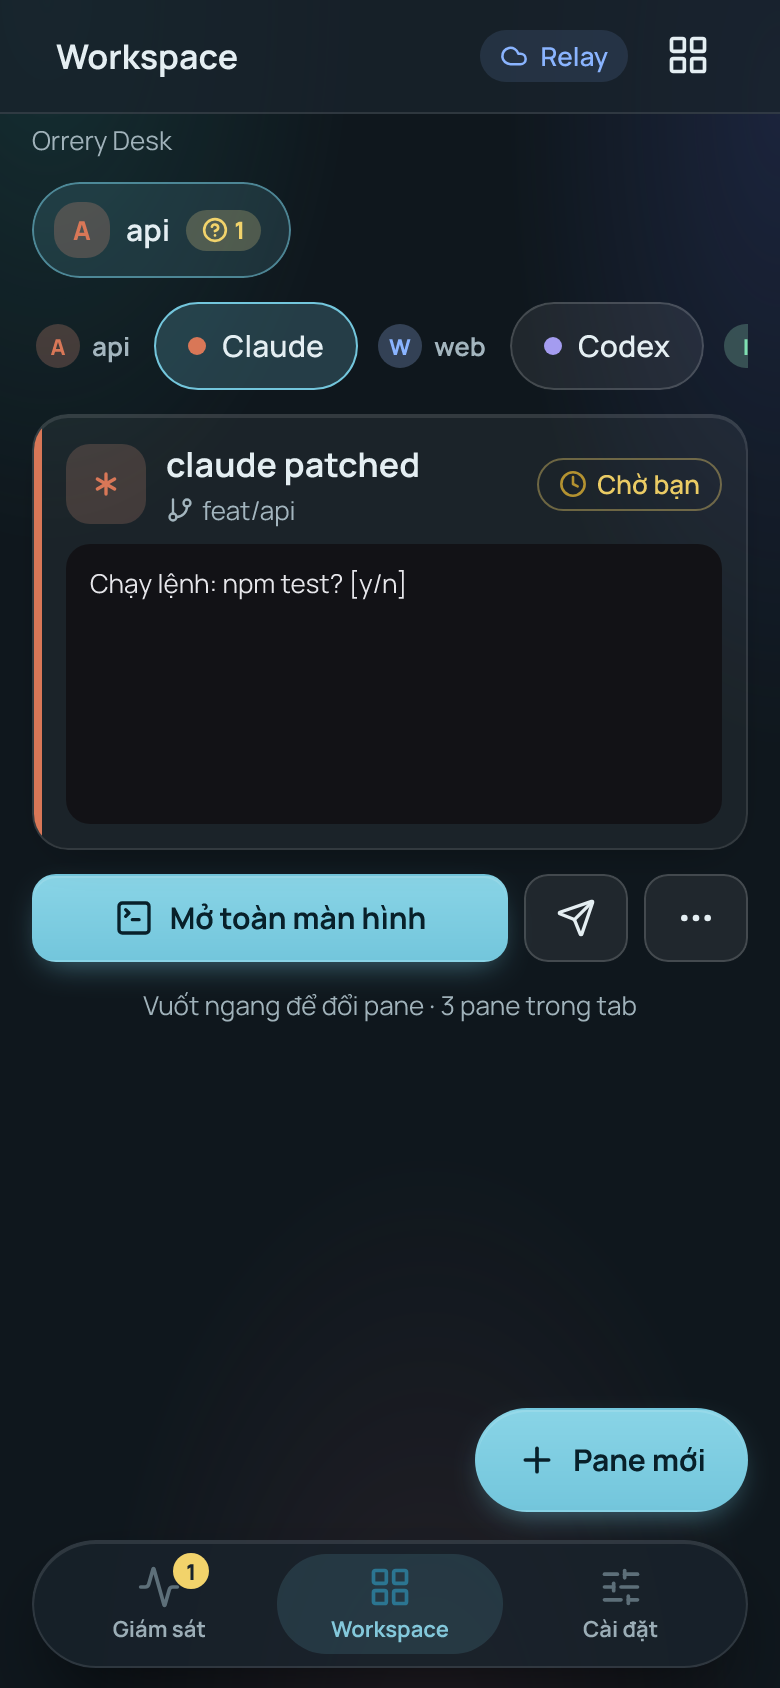 Workspace
Relay
Orrery Desk
A api 1
A api Claude W web Codex
claude patched
feat/api
Chờ bạn
Chạy lệnh: npm test? [y/n]
Mở toàn màn hình
Vuốt ngang để đổi pane · 3 pane trong tab
Pane mới
1
Giám sát
Workspace
Cài đặt